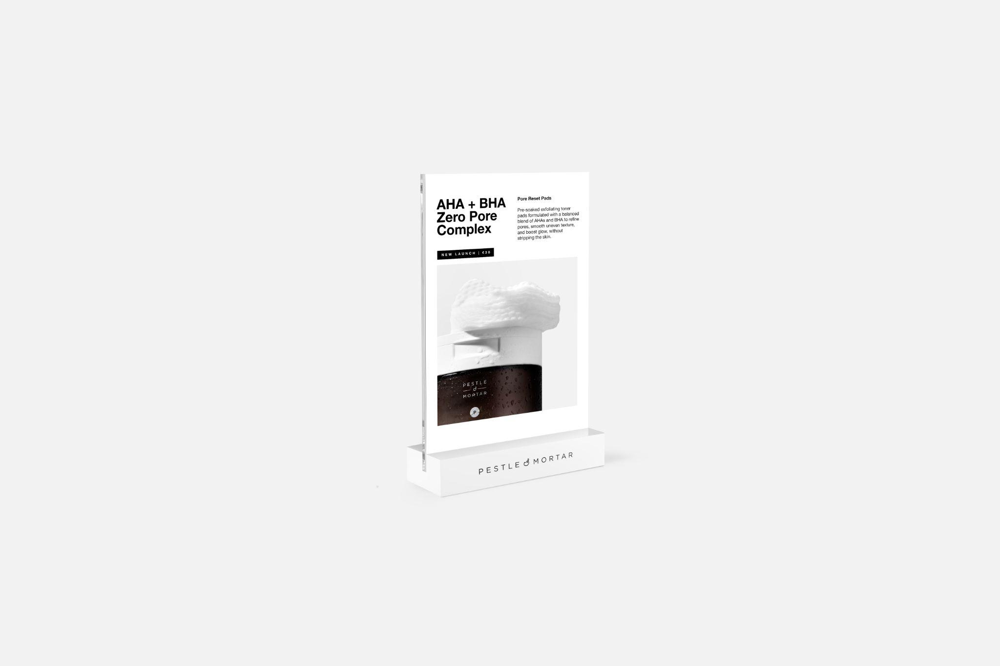 AHA + BHA
Zero Pore
Complex
Pore Reset Pads
Pre-soaked exfoliating toner
pads formulated with a balanced
blend of AHAs and BHA to refine
pores, smooth uneven texture,
and boost glow, without
stripping the skin.
NEW LAUNCH | €30
PESTLE
&
MORTAR
P
PESTLE & MORTAR